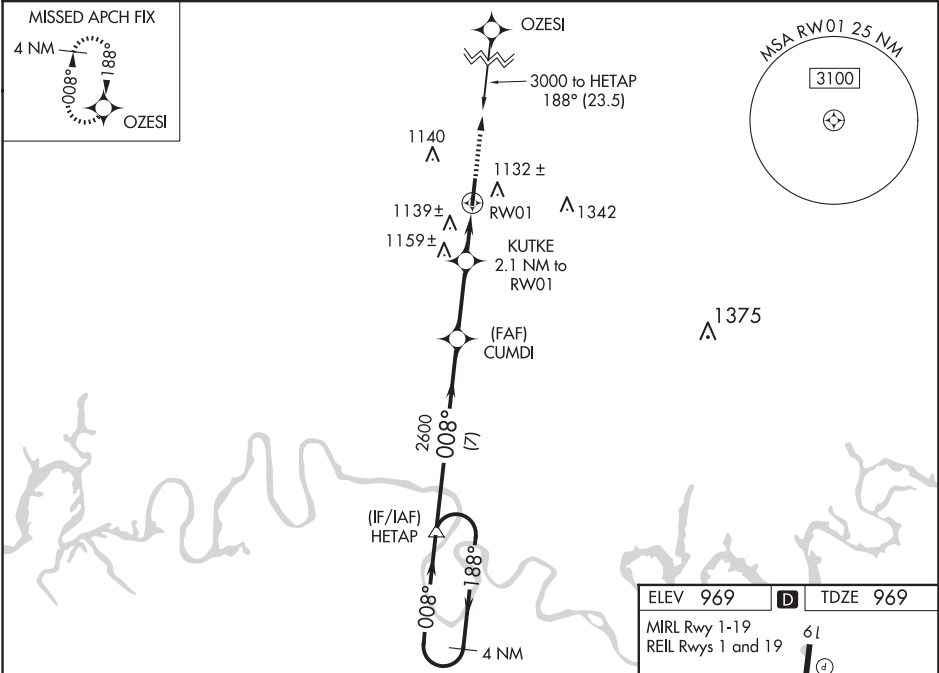 MISSED APCH FIX
4 NM
008°
188°
OZESI
OZESI
3000 to HETAP
188° (23.5)
MSA RW01 25 NM
3100
1140
1132 ±
RW01
1342
1139 ±
1159 ±
KUTKE
2.1 NM to
RW01
1375
(FAF)
CUMDI
2600
008°
(7)
(IF/IAF)
HETAP
008°
188°
4 NM
ELEV 969 D TDZE 969
MIRL Rwy 1-19
REIL Rwys 1 and 19
19
P